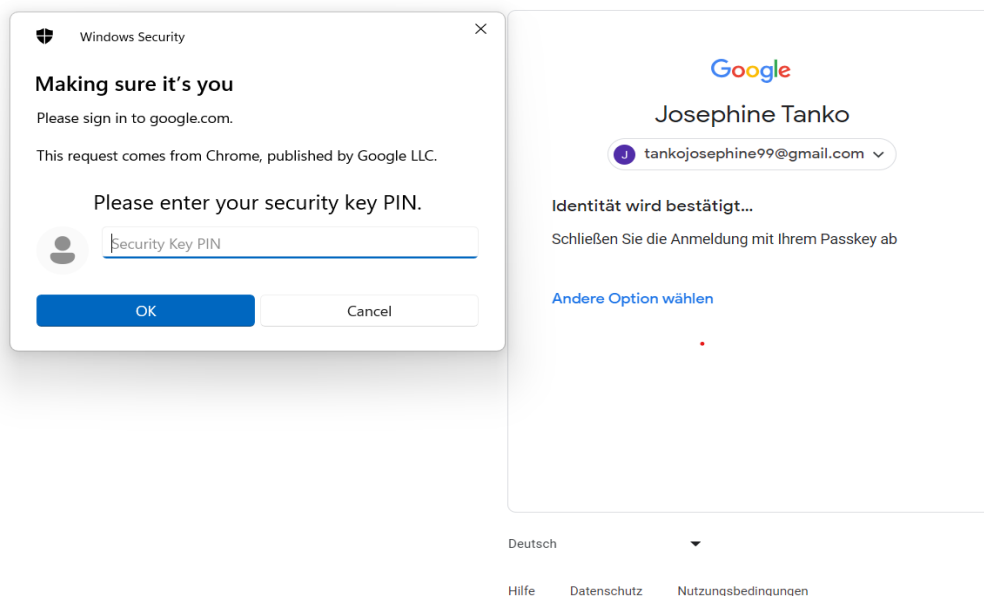 Windows Security
Making sure it's you
Please sign in to google.com.
This request comes from Chrome, published by Google LLC.
Please enter your security key PIN.
Security Key PIN
OK
Cancel
Google
Josephine Tanko
J tankojosephine99@gmail.com
Identität wird bestätigt...
Schließen Sie die Anmeldung mit Ihrem Passkey ab
Andere Option wählen
Deutsch
Hilfe Datenschutz Nutzungsbedingungen